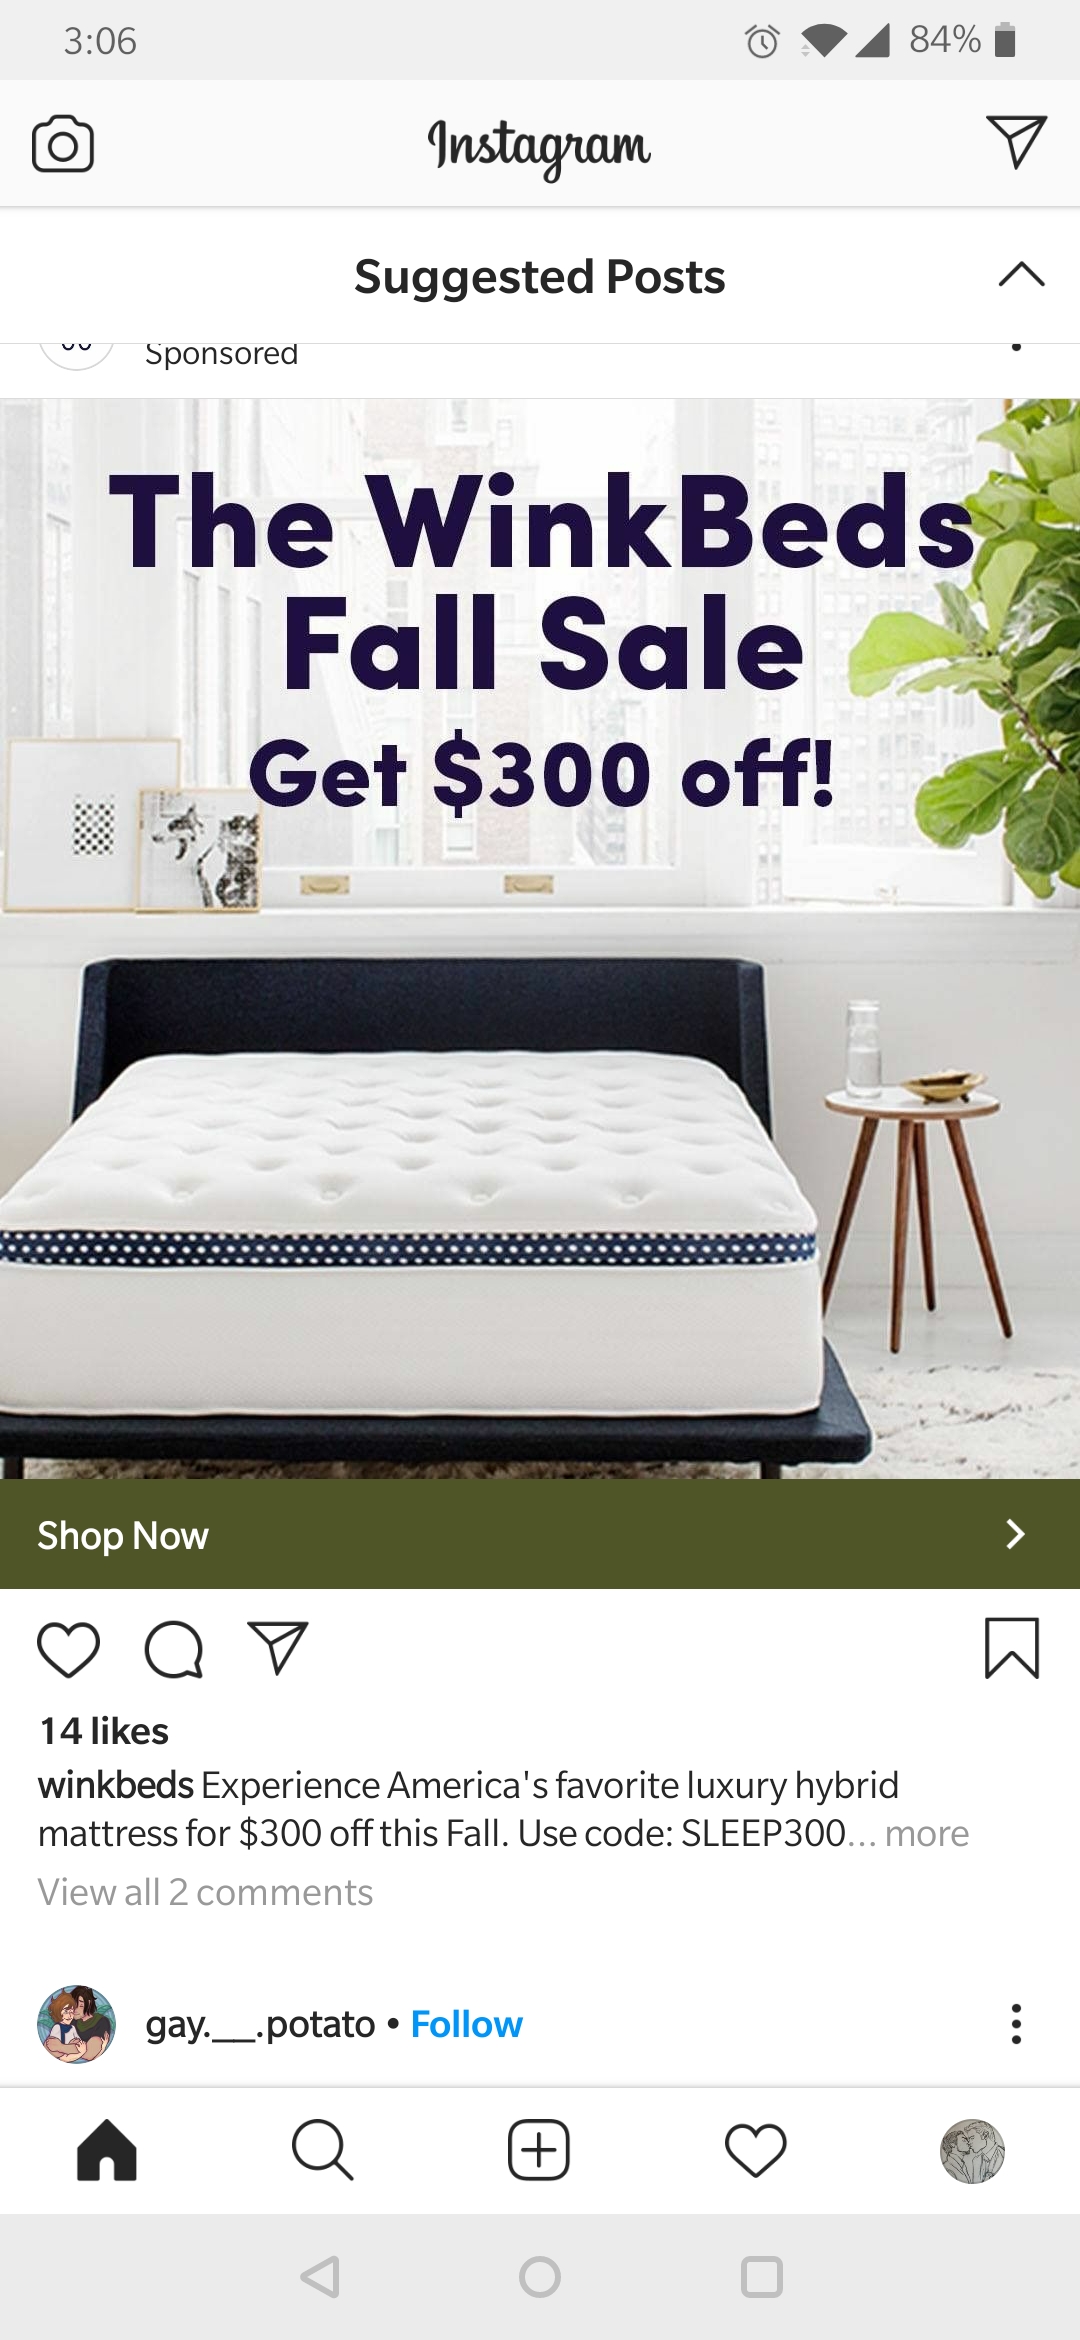 3:06
84%
Instagram
Suggested Posts
Sponsored
The WinkBeds
Fall Sale
Get $300 off!
Shop Now
14 likes
winkbeds Experience America's favorite luxury hybrid
mattress for $300 off this Fall. Use code: SLEEP300... more
View all 2 comments
gay.__.potato • Follow